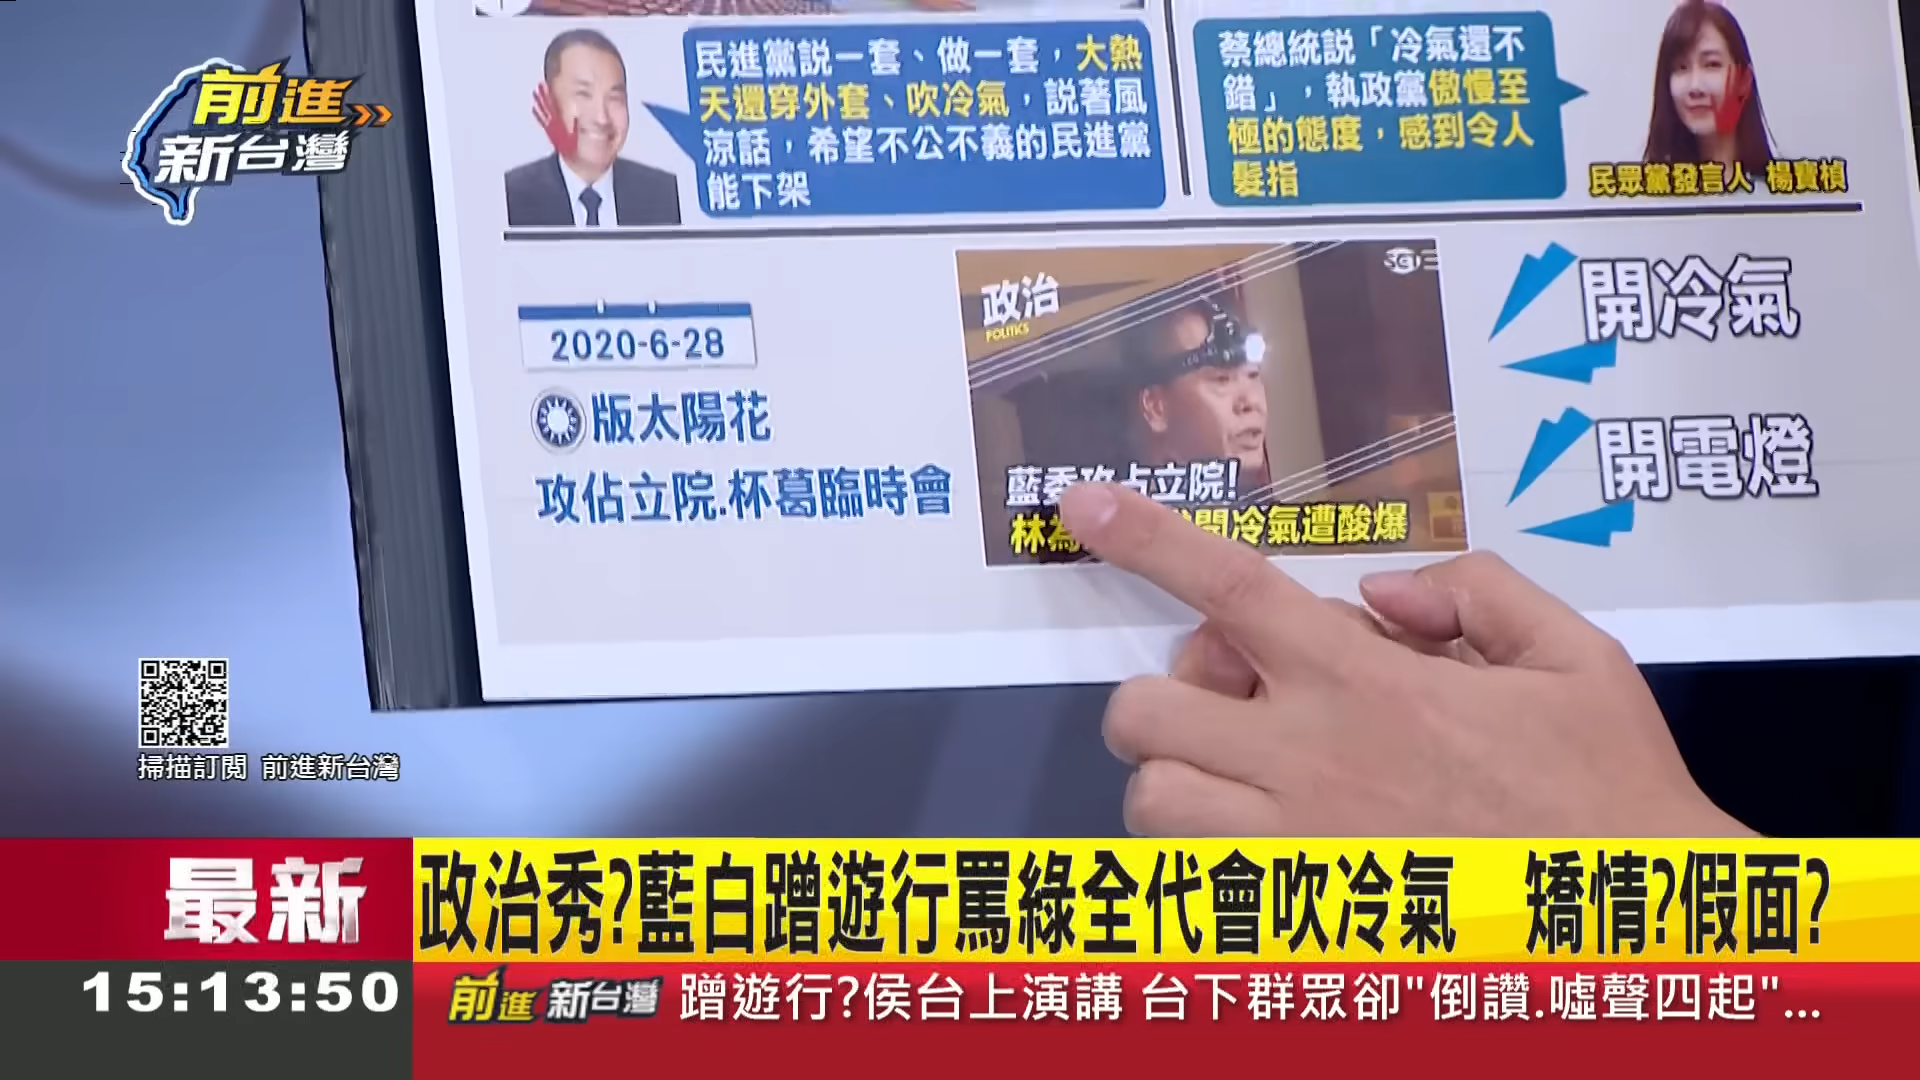 前進
新台灣
民進黨說一套、做一套，大熱
天還穿外套、吹冷氣，說著風
涼話，希望不公不義的民進黨
能下架
蔡總統說「冷氣還不
錯」，執政黨傲慢至
極的態度，感到令人
髮指
民眾黨發言人 楊寶楨
2020-6-28
版太陽花
攻佔立院.杯葛臨時會
政治
POLITICS
藍委攻占立院!
林為 開冷氣遭酸爆
開冷氣
開電燈
掃描訂閱 前進新台灣
最新
政治秀?藍白蹭遊行罵綠全代會吹冷氣 矯情?假面?
15:13:50
前進新台灣 蹭遊行?侯台上演講 台下群眾卻"倒讚.噓聲四起"...